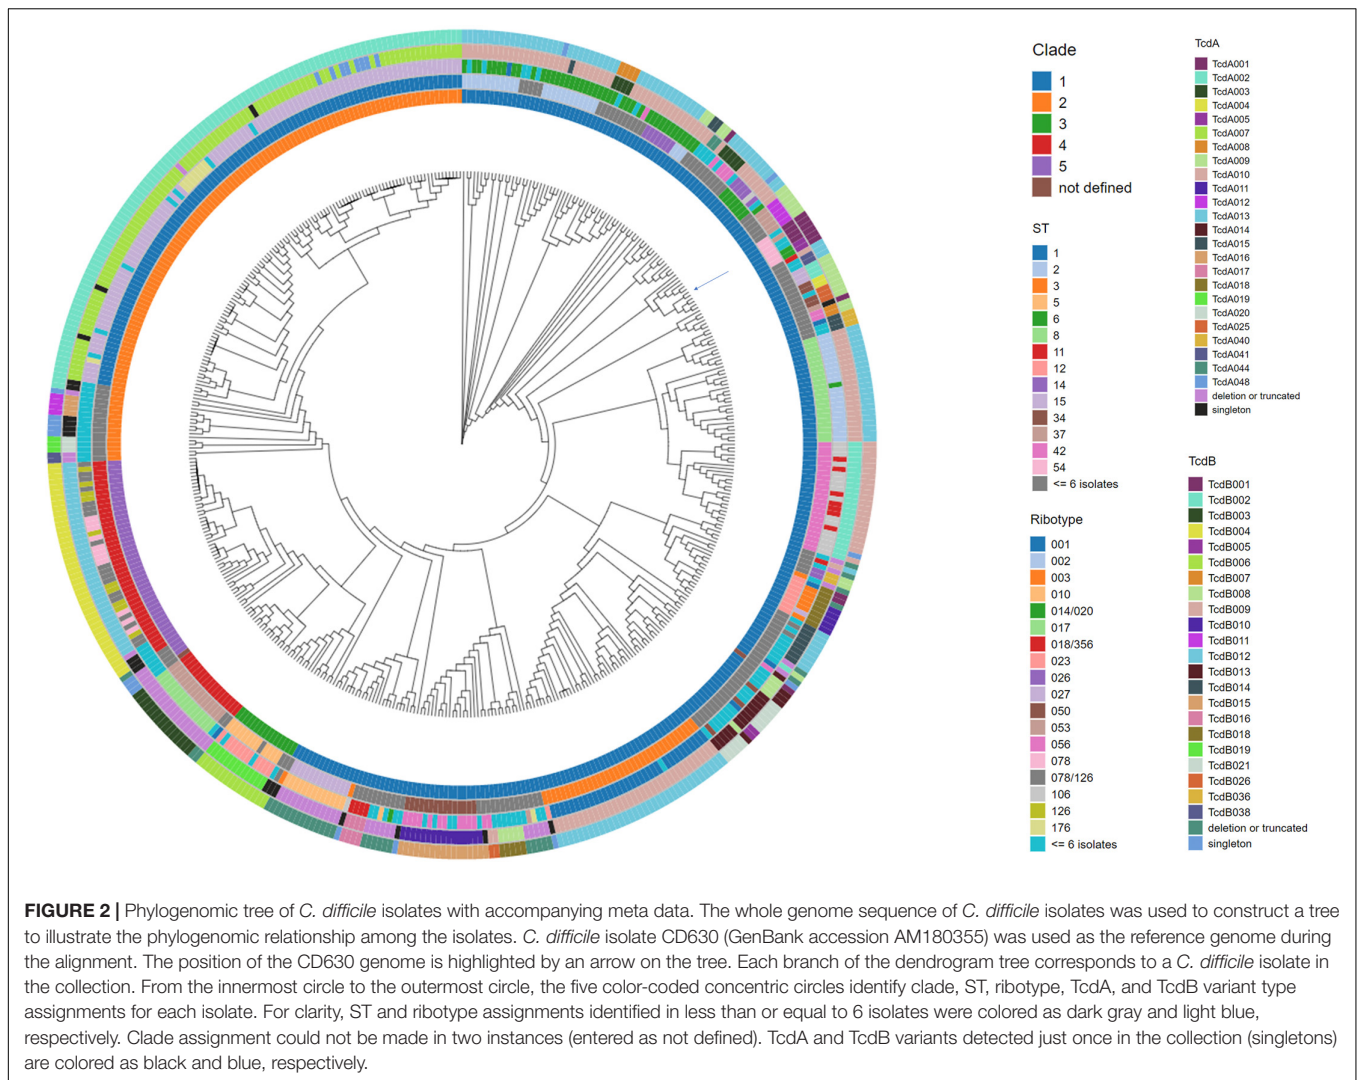 Clade
1
2
3
4
5
not defined
ST
1
2
3
5
6
8
11
12
14
15
34
37
42
54
<= 6 isolates
Ribotype
001
002
003
010
014/020
017
018/356
023
026
027
050
053
056
078
078/126
106
126
176
<= 6 isolates
TcdA
TcdA001
TcdA002
TcdA003
TcdA004
TcdA005
TcdA007
TcdA008
TcdA009
TcdA010
TcdA011
TcdA012
TcdA013
TcdA014
TcdA015
TcdA016
TcdA017
TcdA018
TcdA019
TcdA020
TcdA025
TcdA040
TcdA041
TcdA044
TcdA048
deletion or truncated
singleton
TcdB
TcdB001
TcdB002
TcdB003
TcdB004
TcdB005
TcdB006
TcdB007
TcdB008
TcdB009
TcdB010
TcdB011
TcdB012
TcdB013
TcdB014
TcdB015
TcdB016
TcdB018
TcdB019
TcdB021
TcdB026
TcdB036
TcdB038
deletion or truncated
singleton
FIGURE 2 | Phylogenomic tree of C. difficile isolates with accompanying meta data. The whole genome sequence of C. difficile isolates was used to construct a tree
to illustrate the phylogenomic relationship among the isolates. C. difficile isolate CD630 (GenBank accession AM180355) was used as the reference genome during
the alignment. The position of the CD630 genome is highlighted by an arrow on the tree. Each branch of the dendrogram tree corresponds to a C. difficile isolate in
the collection. From the innermost circle to the outermost circle, the five color-coded concentric circles identify clade, ST, ribotype, TcdA, and TcdB variant type
assignments for each isolate. For clarity, ST and ribotype assignments identified in less than or equal to 6 isolates were colored as dark gray and light blue,
respectively. Clade assignment could not be made in two instances (entered as not defined). TcdA and TcdB variants detected just once in the collection (singletons)
are colored as black and blue, respectively.